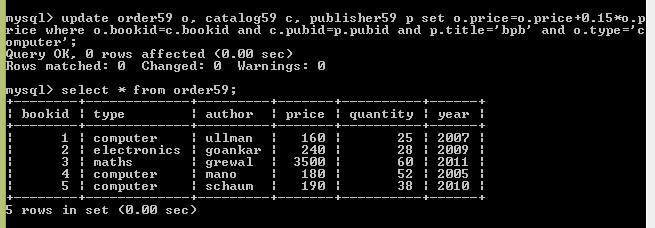 mysql> update order59 o, catalog59 c, publisher59 p set o.price=o.price+0.15*o.p
rice where o.bookid=c.bookid and c.pubid=p.pubid and p.title='bpb' and o.type='c
omputer';
Query OK, 0 rows affected (0.00 sec)
Rows matched: 0  Changed: 0  Warnings: 0
mysql> select * from order59;
+--------+-------------+---------+-------+----------+------+
| bookid | type        | author  | price | quantity | year |
+--------+-------------+---------+-------+----------+------+
|      1 | computer    | ullman  |   160 |       25 | 2007 |
|      2 | electronics | goankar |   240 |       28 | 2009 |
|      3 | maths       | grewal  |  3500 |       60 | 2011 |
|      4 | computer    | mano    |   180 |       52 | 2005 |
|      5 | computer    | schaum  |   190 |       38 | 2010 |
+--------+-------------+---------+-------+----------+------+
5 rows in set (0.00 sec)